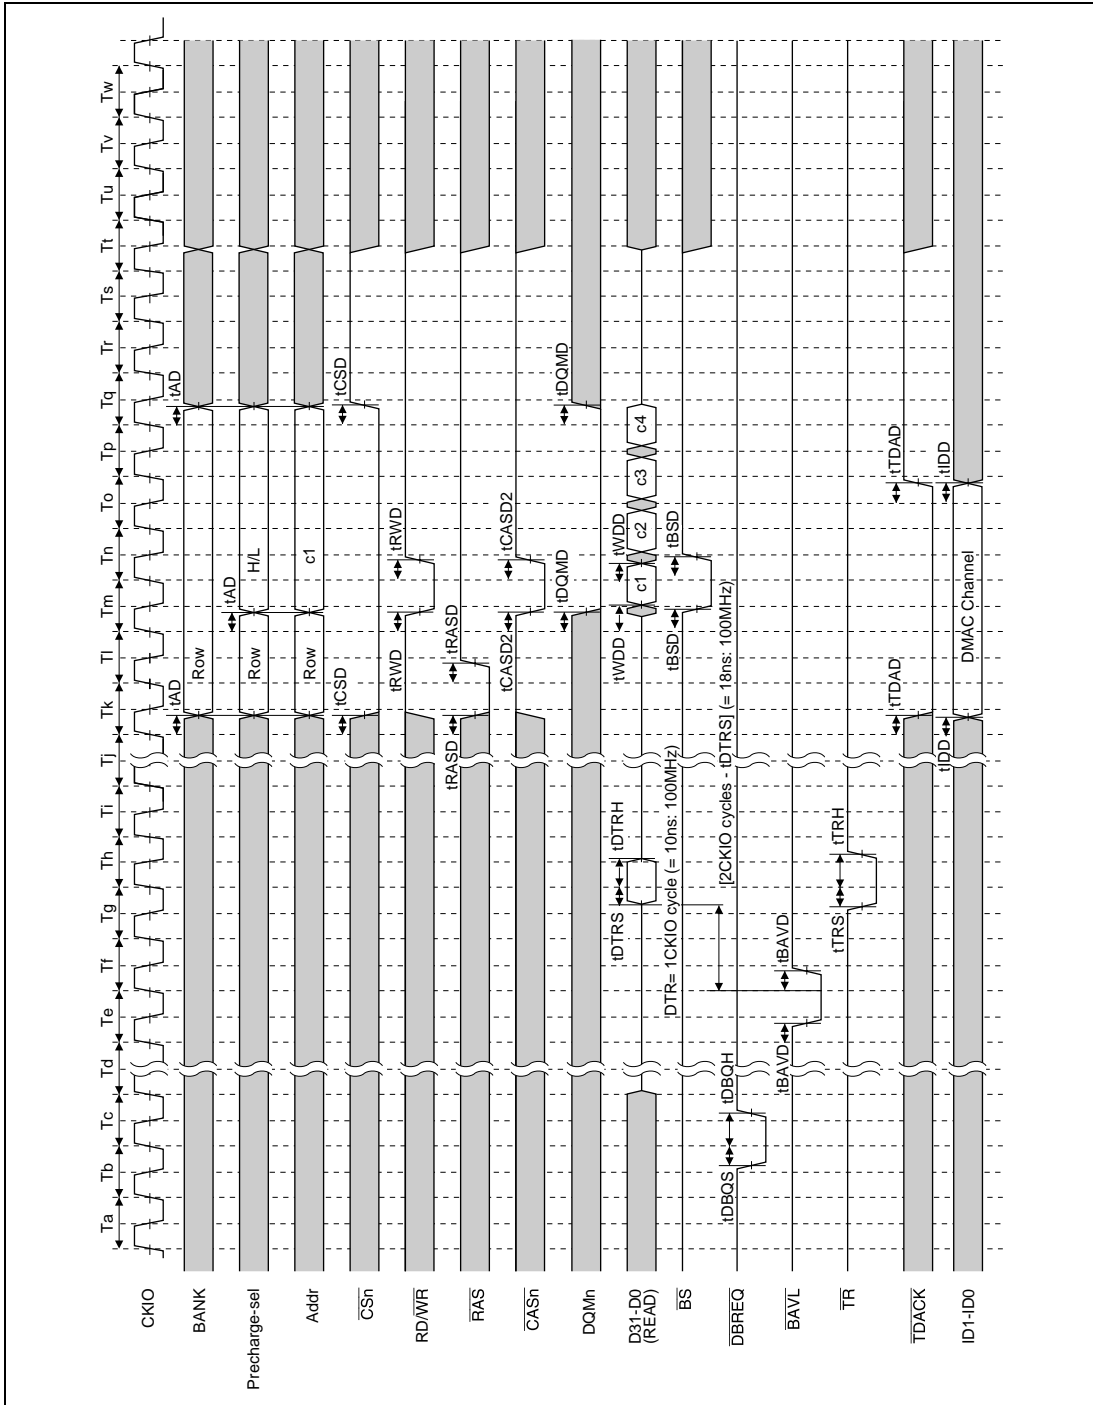 Ta Tb Tc Td Te Tf Tg Th Ti Tj Tk Tl Tm Tn To Tp Tq Tr Ts Tt Tu Tv Tw
CKIO
BANK
tAD
Row
tAD
Precharge-sel
Row
tAD
H/L
Addr
Row
c1
CSn
tCSD
tCSD
RD/WR
tRWD
tRWD
RAS
tRASD
tRASD
CASn
tCASD2
tCASD2
DQMn
tDQMD
tDQMD
D31-D0
(READ)
tDTRS
tDTRH
tWDD
tWDD
c1
c2
c3
c4
BS
DTR= 1CKIO cycle (= 10ns: 100MHz)
tBSD
tBSD
DBREQ
tDBQS
tDBQH
[2CKIO cycles - tDTRS] (= 18ns: 100MHz)
BAVL
tBAVD
tBAVD
TR
tTRS
tTRH
TDACK
tTDAD
tTDAD
ID1-ID0
tIDD
DMAC Channel
tIDD